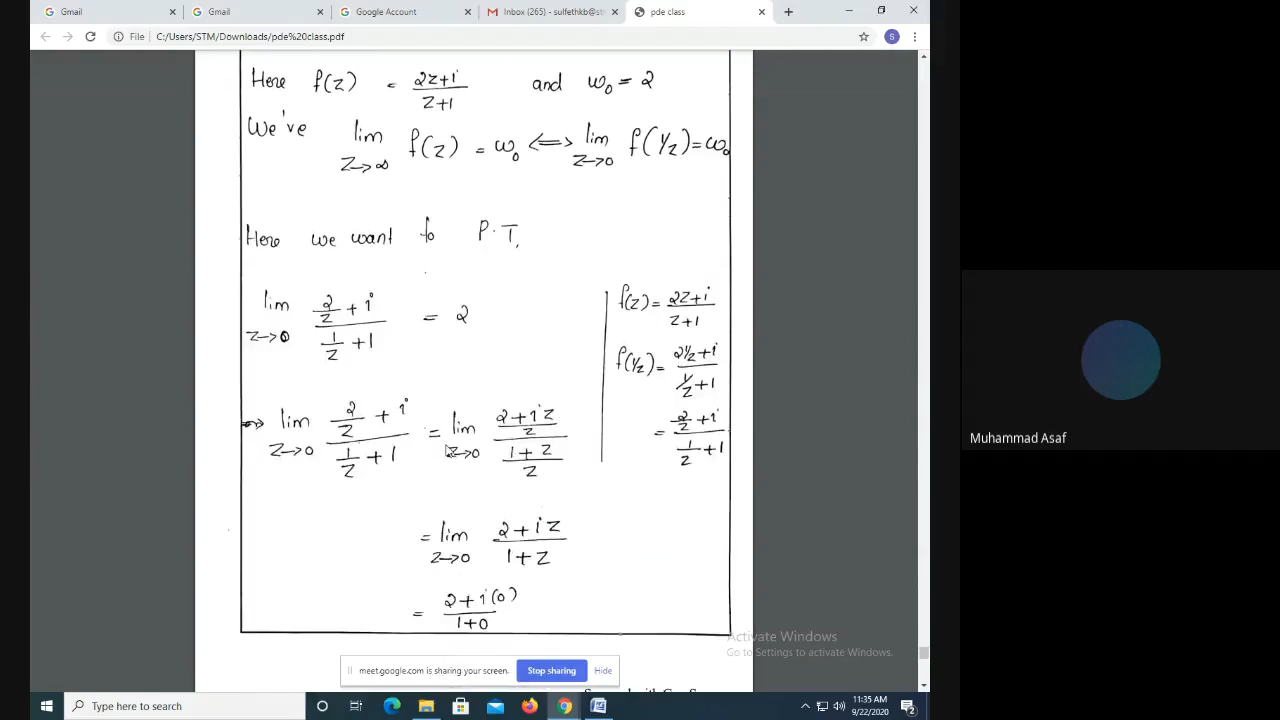 Gmail
Gmail
Google Account
Inbox (265) - sulfethkb@st
pde class
File
C:/Users/STM/Downloads/pde%20class.pdf
S
Here f(z) = (2z+i)/(z+1) and w₀ = 2
We've lim z→∞ f(z) = w₀ ⟺ lim z→0 f(1/z) = w₀
Here we want to P.T,
lim z→0 (2/z + i)/(1/z + 1) = 2
f(z) = (2z+i)/(z+1)
f(1/z) = (2 1/z + i)/(1/z + 1)
= (2/z + i)/(1/z + 1)
→ lim z→0 (2/z + i)/(1/z + 1) = lim z→0 ((2+iz)/z)/((1+z)/z)
= lim z→0 (2+iz)/(1+z)
= (2+i(0))/(1+0)
Muhammad Asaf
Activate Windows
Go to Settings to activate Windows.
meet.google.com is sharing your screen.
Stop sharing
Hide
Type here to search
11:35 AM
9/22/2020
2